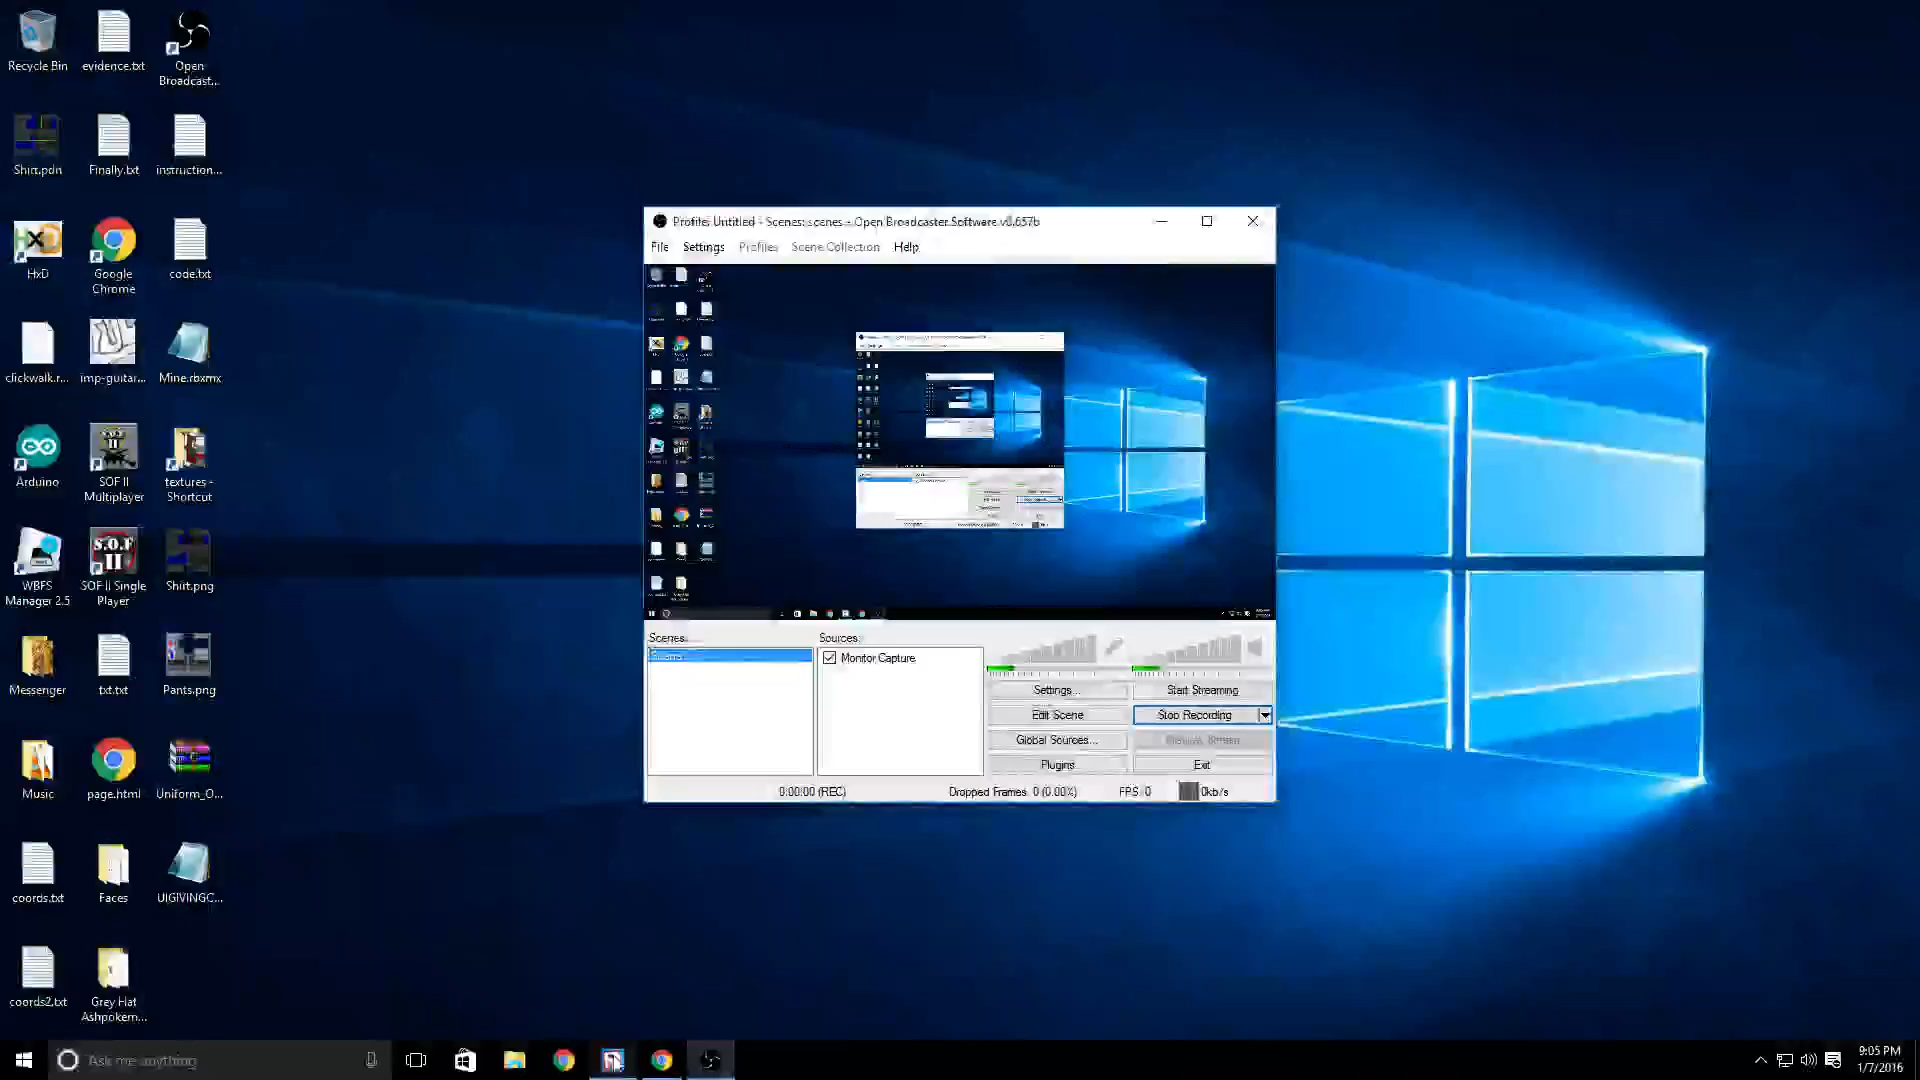 Recycle Bin
evidence.txt
Open
Broadcast...
Shirt.pdn
Finally.txt
instruction...
HxD
Google
Chrome
code.txt
clickwalk.r...
imp-guitar...
Mine.rbxmx
Arduino
SOF II
Multiplayer
textures -
Shortcut
WBFS
Manager 2.5
S.O.F
II
SOF II Single
Player
Shirt.png
Messenger
txt.txt
Pants.png
Music
page.html
Uniform_O...
coords.txt
Faces
UIGIVINGC...
coords2.txt
Grey Hat
Ashpokem...
Profile: Untitled - Scenes: scenes - Open Broadcaster Software v0.657b
File Settings Profiles Scene Collection Help
Scenes:
Sources:
Monitor Capture
Settings...
Start Streaming
Edit Scene
Stop Recording
Global Sources...
Preview Stream
Plugins
Exit
0:00:00 (REC)
Dropped Frames: 0 (0.00%)
FPS: 0
0kb/s
Ask me anything
9:05 PM
1/7/2016